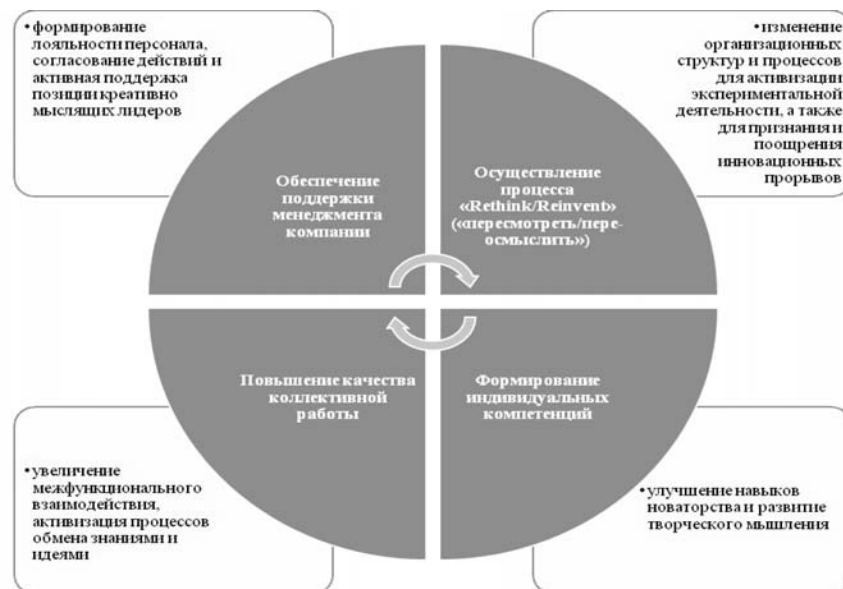 •формирование
лояльности персонала,
согласование действий и
активная поддержка
позиции креативно
мыслящих лидеров
•изменение
организационных
структур и процессов
для активизации
экспериментальной
деятельности, а также
для признания и
поощрения
инновационных
прорывов
Обеспечение
поддержки
менеджмента
компании
Осуществление
процесса
«Rethink/Reinvent»
(«пересмотреть/пере-
осмыслить»)
Повышение качества
коллективной
работы
Формирование
индивидуальных
компетенций
•увеличение
межфункционального
взаимодействия,
активизация процессов
обмена знаниями и
идеями
•улучшение навыков
новаторства и развитие
творческого мышления